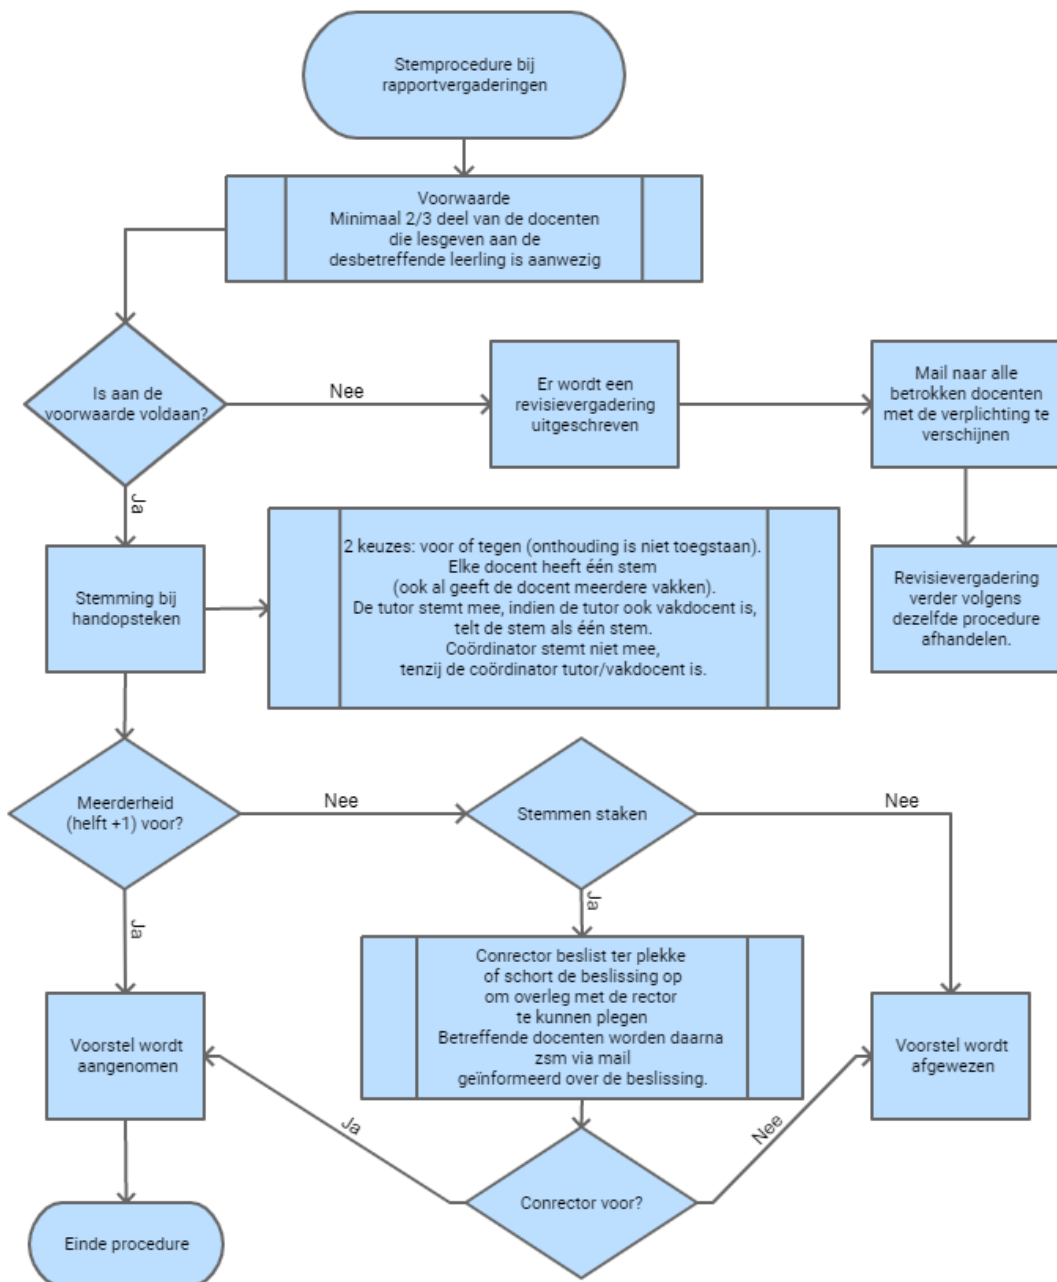 Stemprocedure bij
rapportvergaderingen
Voorwaarde
Minimaal 2/3 deel van de docenten
die lesgeven aan de
desbetreffende leerling is aanwezig
Is aan de
voorwaarde voldaan?
Nee
Er wordt een
revisievergadering
uitgeschreven
Mail naar alle
betrokken docenten
met de verplichting te
verschijnen
Ja
Stemming bij
handopsteken
2 keuzes: voor of tegen (onthouding is niet toegstaan).
Elke docent heeft één stem
(ook al geeft de docent meerdere vakken).
De tutor stemt mee, indien de tutor ook vakdocent is,
telt de stem als één stem.
Coördinator stemt niet mee,
tenzij de coördinator tutor/vakdocent is.
Revisievergadering
verder volgens
dezelfde procedure
afhandelen.
Meerderheid
(helft +1) voor?
Nee
Stemmen staken
Nee
Ja
Ja
Conrector beslist ter plekke
of schort de beslissing op
om overleg met de rector
te kunnen plegen
Betreffende docenten worden daarna
zsm via mail
geïnformeerd over de beslissing.
Voorstel wordt
aangenomen
Voorstel wordt
afgewezen
Ja
Nee
Conrector voor?
Einde procedure